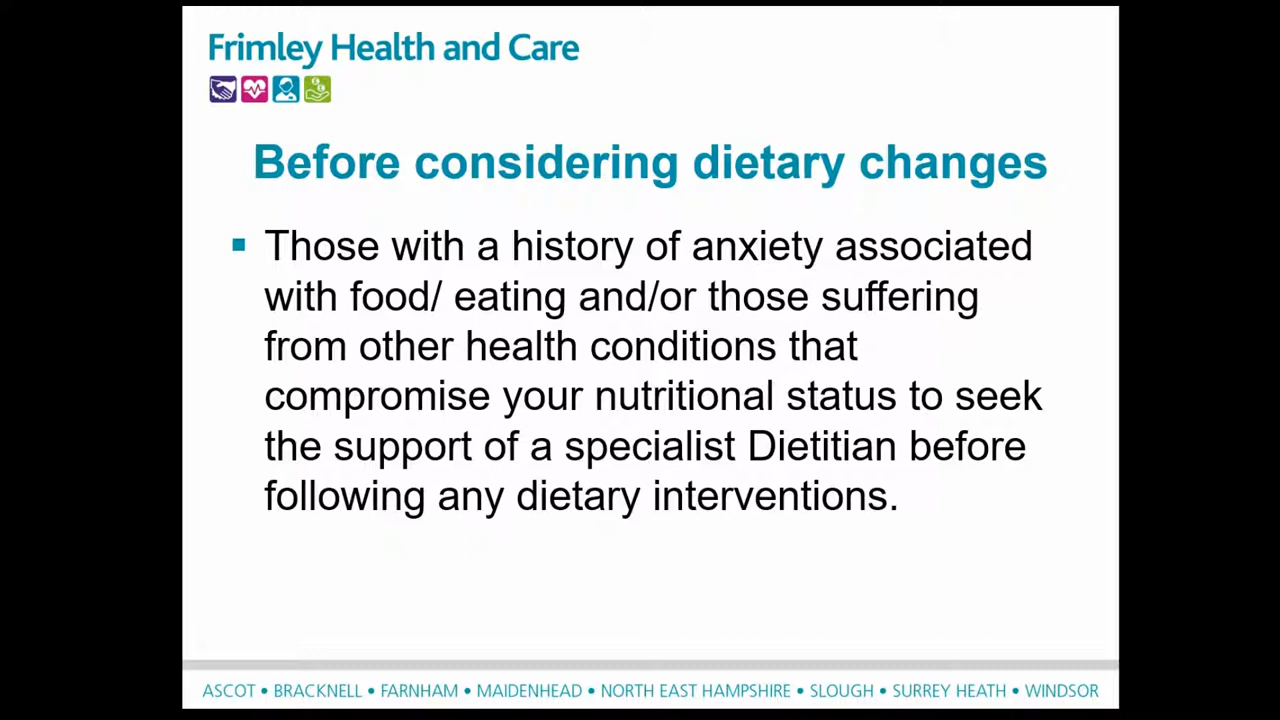 Frimley Health and Care
Before considering dietary changes
Those with a history of anxiety associated
with food/ eating and/or those suffering
from other health conditions that
compromise your nutritional status to seek
the support of a specialist Dietitian before
following any dietary interventions.
ASCOT • BRACKNELL • FARNHAM • MAIDENHEAD • NORTH EAST HAMPSHIRE • SLOUGH • SURREY HEATH • WINDSOR